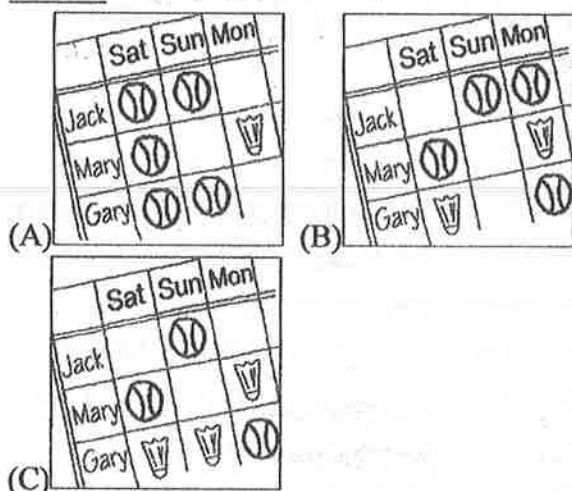 Sat Sun Mon
Jack
Mary
Gary
(A)
Sat Sun Mon
Jack
Mary
Gary
(B)
Sat Sun Mon
Jack
Mary
Gary
(C)